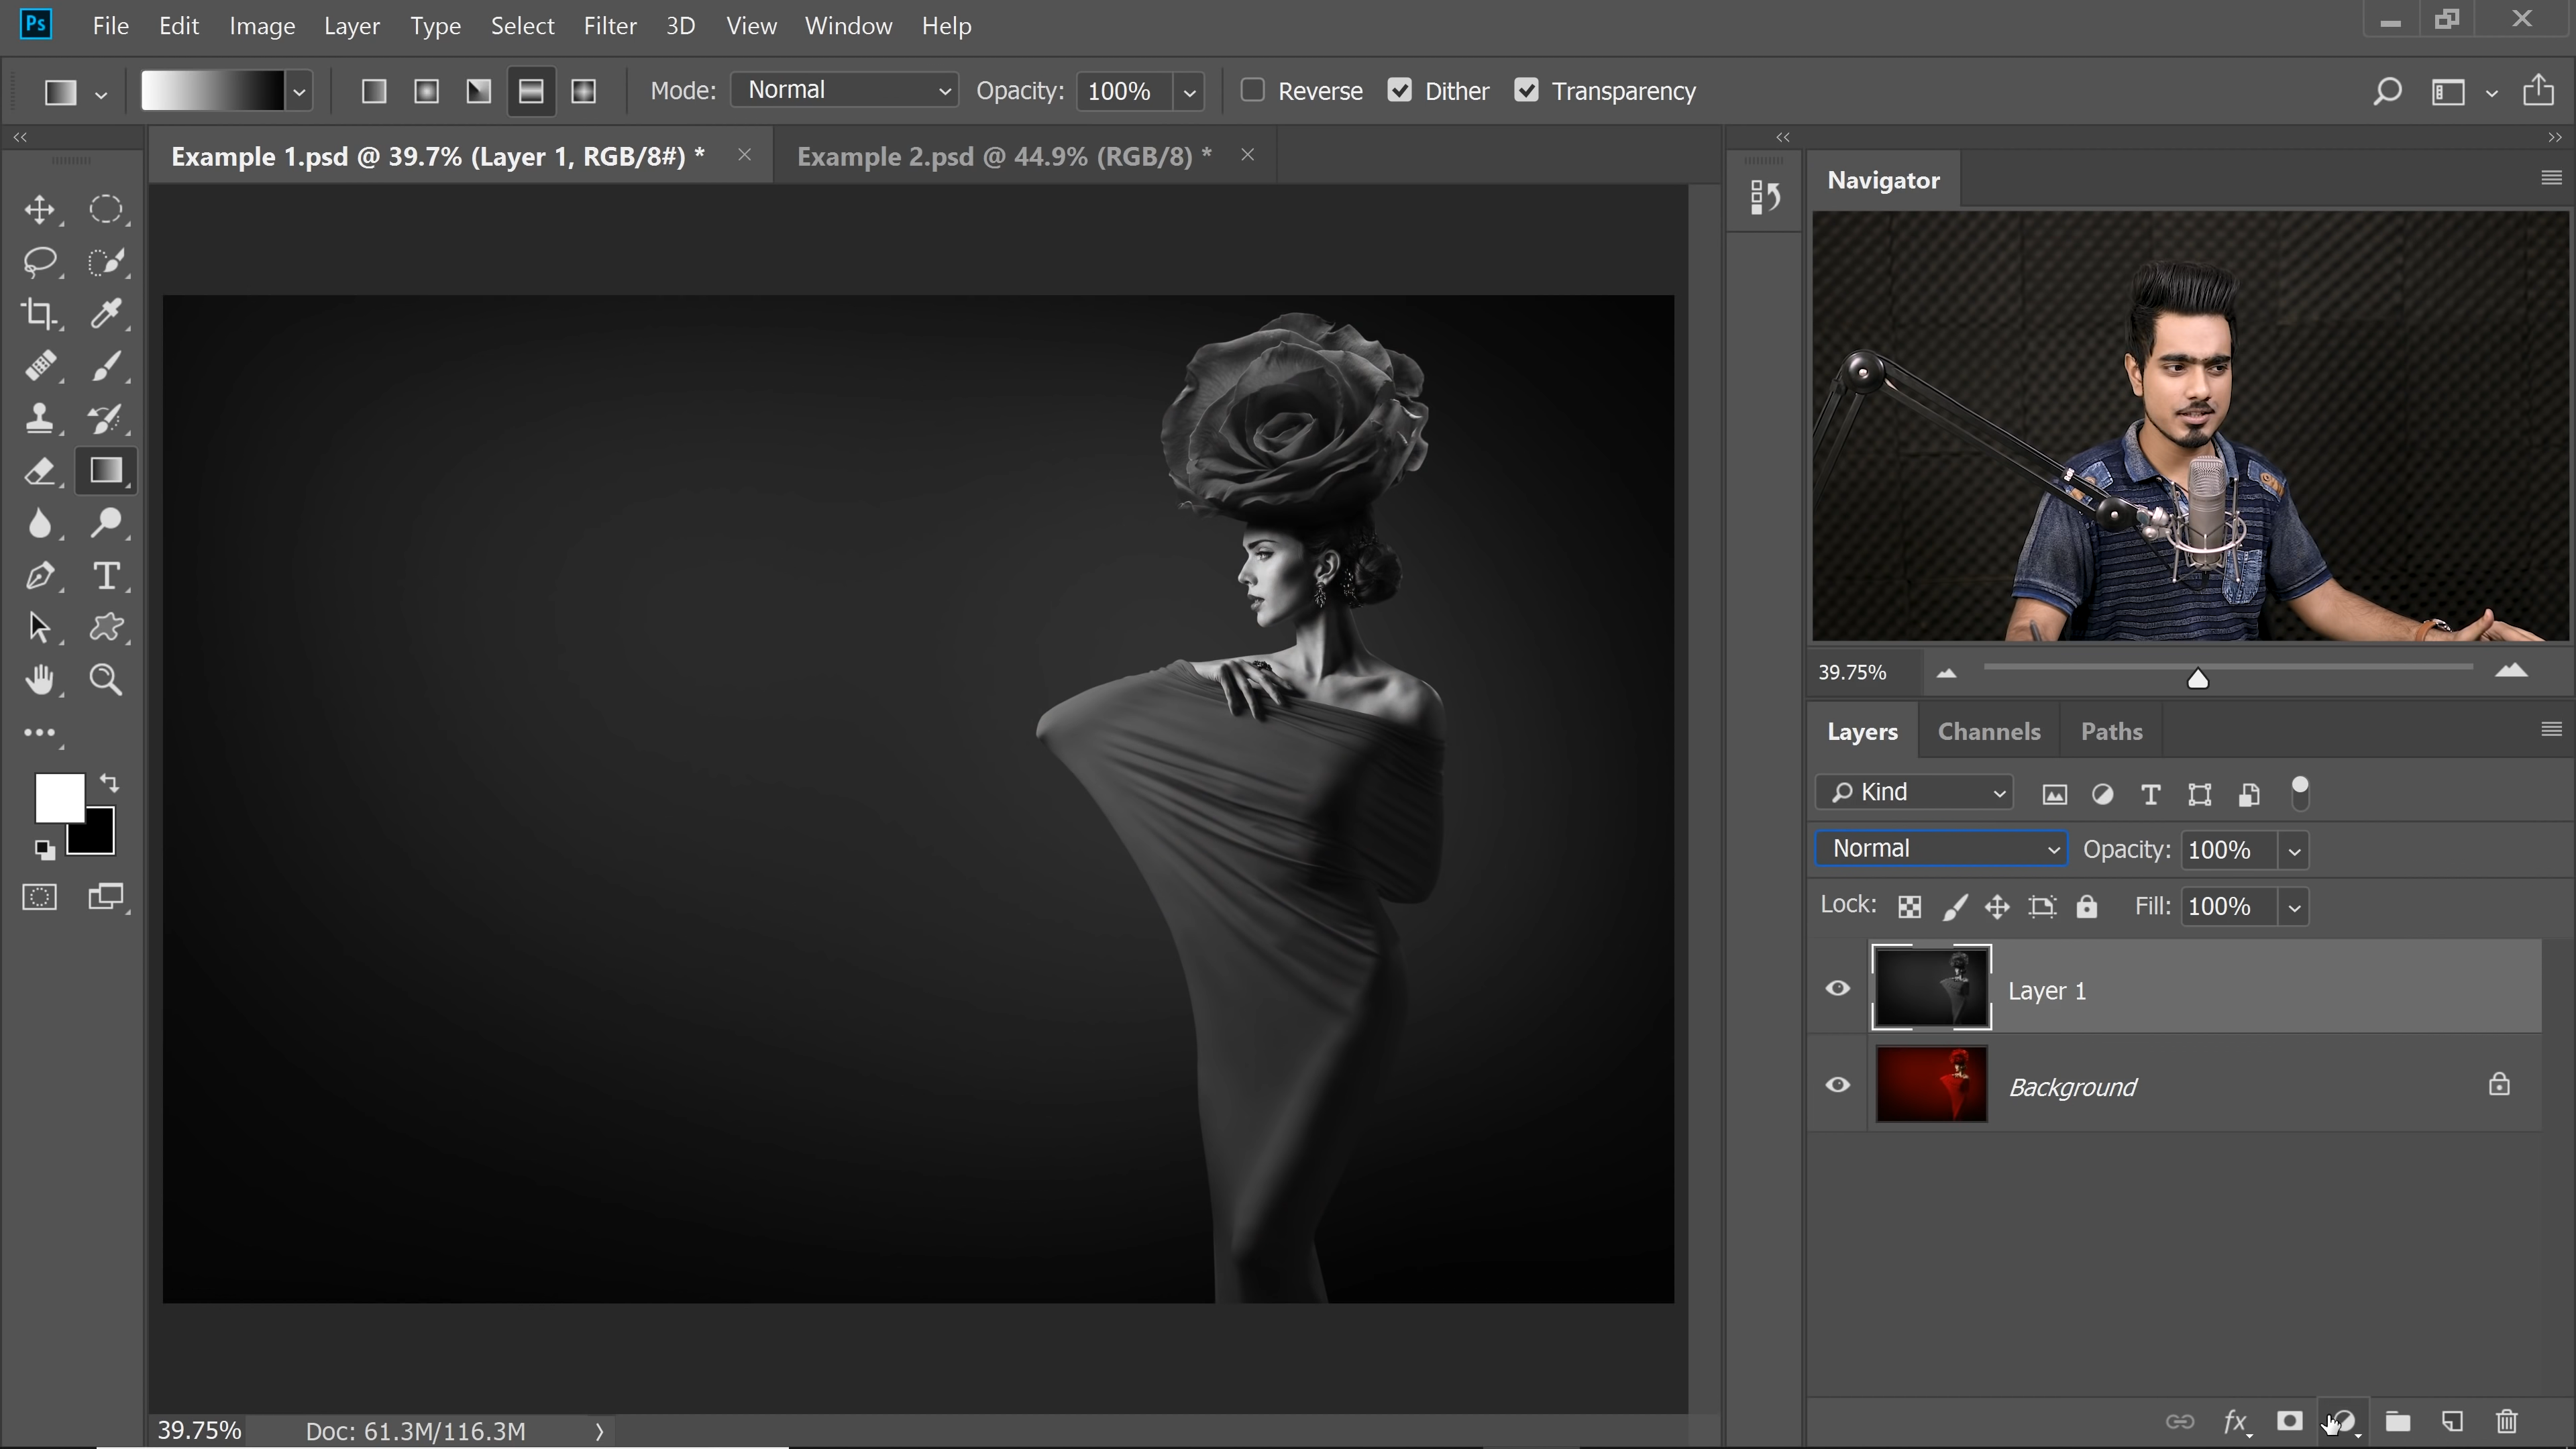 Ps File Edit Image Layer Type Select Filter 3D View Window Help
Mode: Normal Opacity: 100% Reverse Dither Transparency
Example 1.psd @ 39.7% (Layer 1, RGB/8#) * Example 2.psd @ 44.9% (RGB/8) *
Navigator
39.75%
Layers Channels Paths
Kind
Normal Opacity: 100%
Lock: Fill: 100%
Layer 1
Background
fx
39.75% Doc: 61.3M/116.3M